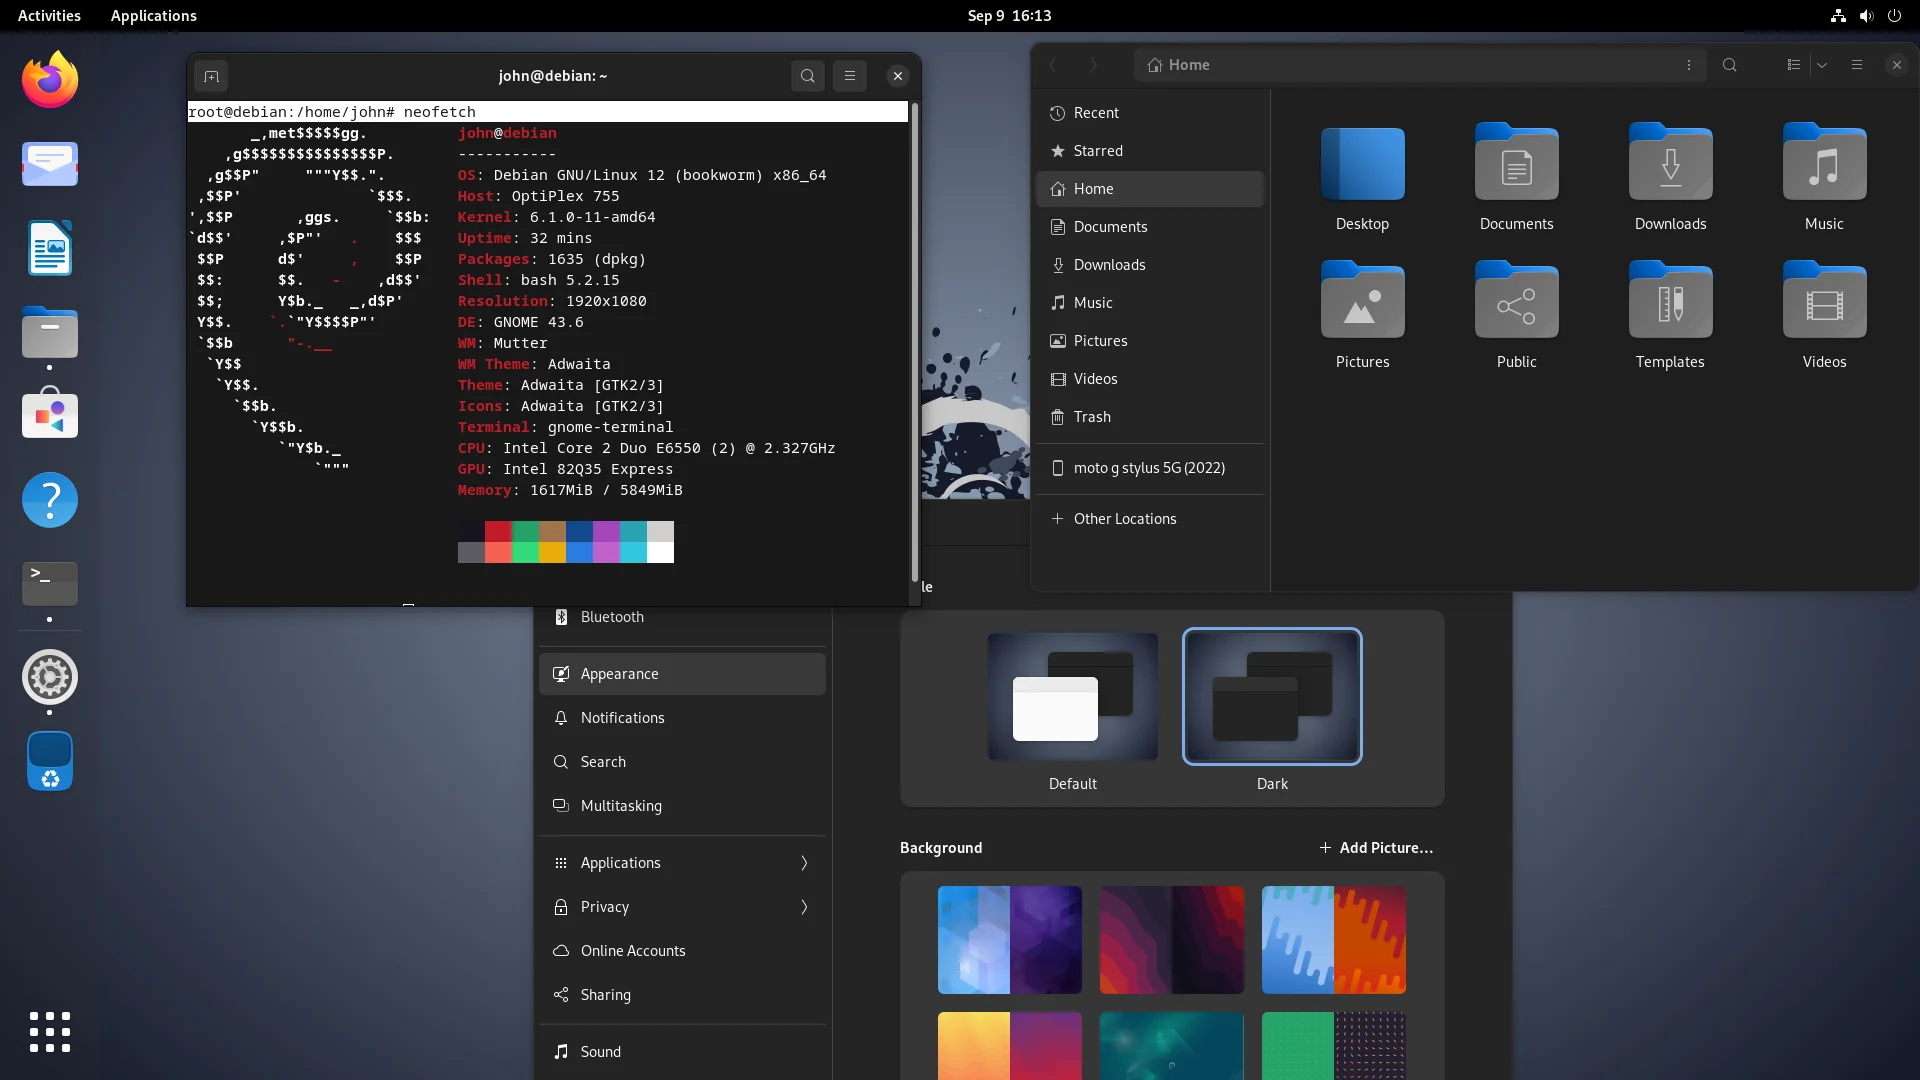 Activities
Applications
Sep 9 16:13
john@debian: ~
root@debian:/home/john# neofetch
_,met$$$$$gg.
,g$$$$$$$$$$$$$$$P.
,g$$P"     """Y$$.".
,$$P'              `$$$.
',$$P       ,ggs.     `$$b:
`d$$'     ,$P"'   .    $$$
$$P      d$'     ,    $$P
$$:      $$.   -    ,d$$'
$$;      Y$b._   _,d$P'
Y$$.    `.`"Y$$$$P"'
`$$b      "-.__
`Y$$
`Y$$.
`$$b.
`Y$$b.
`"Y$b._
`"""
john@debian
-----------
OS: Debian GNU/Linux 12 (bookworm) x86_64
Host: OptiPlex 755
Kernel: 6.1.0-11-amd64
Uptime: 32 mins
Packages: 1635 (dpkg)
Shell: bash 5.2.15
Resolution: 1920x1080
DE: GNOME 43.6
WM: Mutter
WM Theme: Adwaita
Theme: Adwaita [GTK2/3]
Icons: Adwaita [GTK2/3]
Terminal: gnome-terminal
CPU: Intel Core 2 Duo E6550 (2) @ 2.327GHz
GPU: Intel 82Q35 Express
Memory: 1617MiB / 5849MiB
Home
Recent
Starred
Home
Documents
Downloads
Music
Pictures
Videos
Trash
moto g stylus 5G (2022)
Other Locations
Desktop
Documents
Downloads
Music
Pictures
Public
Templates
Videos
le
Bluetooth
Appearance
Notifications
Search
Multitasking
Applications
Privacy
Online Accounts
Sharing
Sound
Default
Dark
Background
Add Picture...